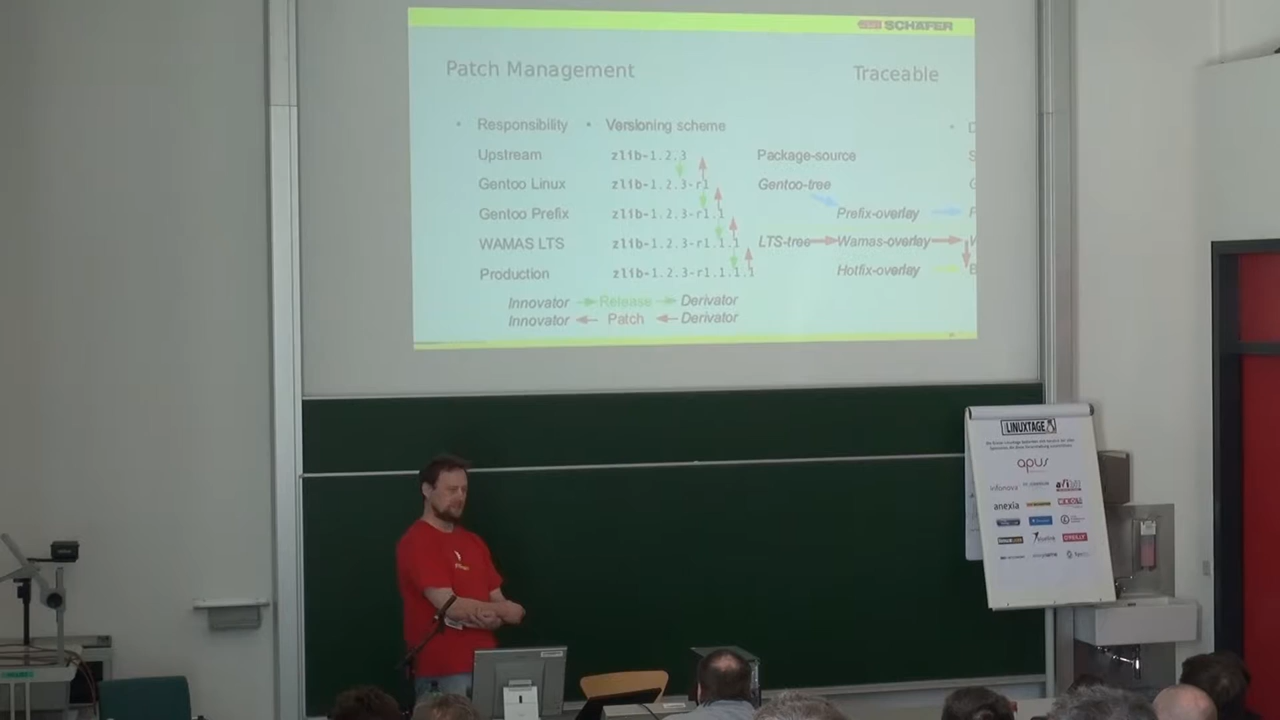 SCHÄFER
Patch Management
Traceable
• Responsibility • Versioning scheme
Upstream zlib-1.2.3 Package-source
Gentoo Linux zlib-1.2.3-r1 Gentoo-tree
Gentoo Prefix zlib-1.2.3-r1.1 Prefix-overlay
WAMAS LTS zlib-1.2.3-r1.1.1 LTS-tree Wamas-overlay
Production zlib-1.2.3-r1.1.1.1 Hotfix-overlay
Innovator Release Derivator
Innovator Patch Derivator
LINUXTAGE
apus
infonova
anexia
O'REILLY